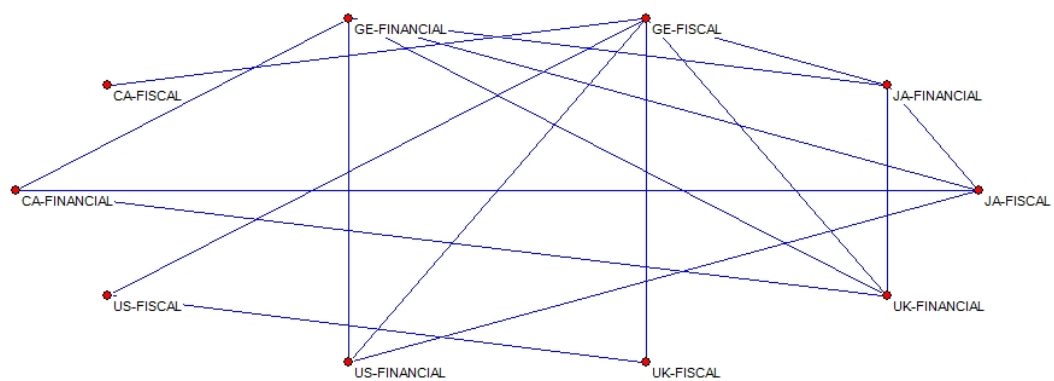 GE-FINANCIAL
GE-FISCAL
CA-FISCAL
JA-FINANCIAL
CA-FINANCIAL
JA-FISCAL
US-FISCAL
UK-FINANCIAL
US-FINANCIAL
UK-FISCAL